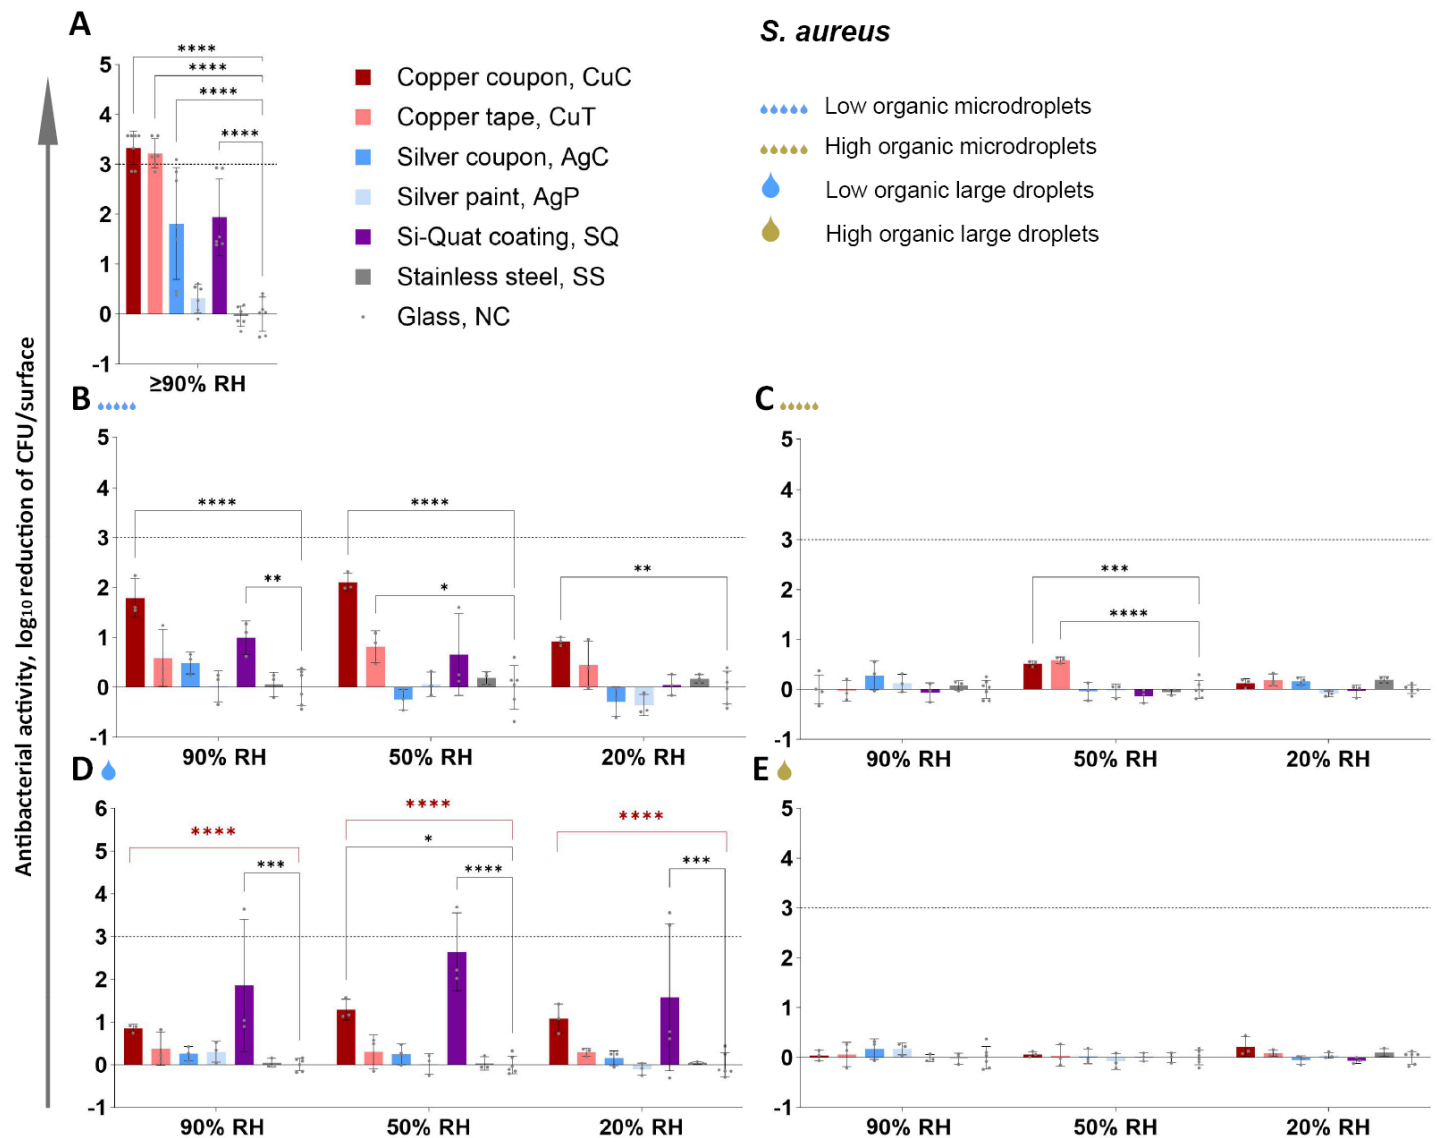 A
S. aureus
****
****
****
****
5
4
3
2
1
0
-1
≥90% RH
Copper coupon, CuC
Copper tape, CuT
Silver coupon, AgC
Silver paint, AgP
Si-Quat coating, SQ
Stainless steel, SS
Glass, NC
Low organic microdroplets
High organic microdroplets
Low organic large droplets
High organic large droplets
Antibacterial activity, log10 reduction of CFU/surface
B
5
4
3
2
1
0
-1
****
**
****
*
**
90% RH
50% RH
20% RH
C
5
4
3
2
1
0
-1
***
****
90% RH
50% RH
20% RH
D
6
5
4
3
2
1
0
-1
****
***
****
*
****
****
***
90% RH
50% RH
20% RH
E
5
4
3
2
1
0
-1
90% RH
50% RH
20% RH